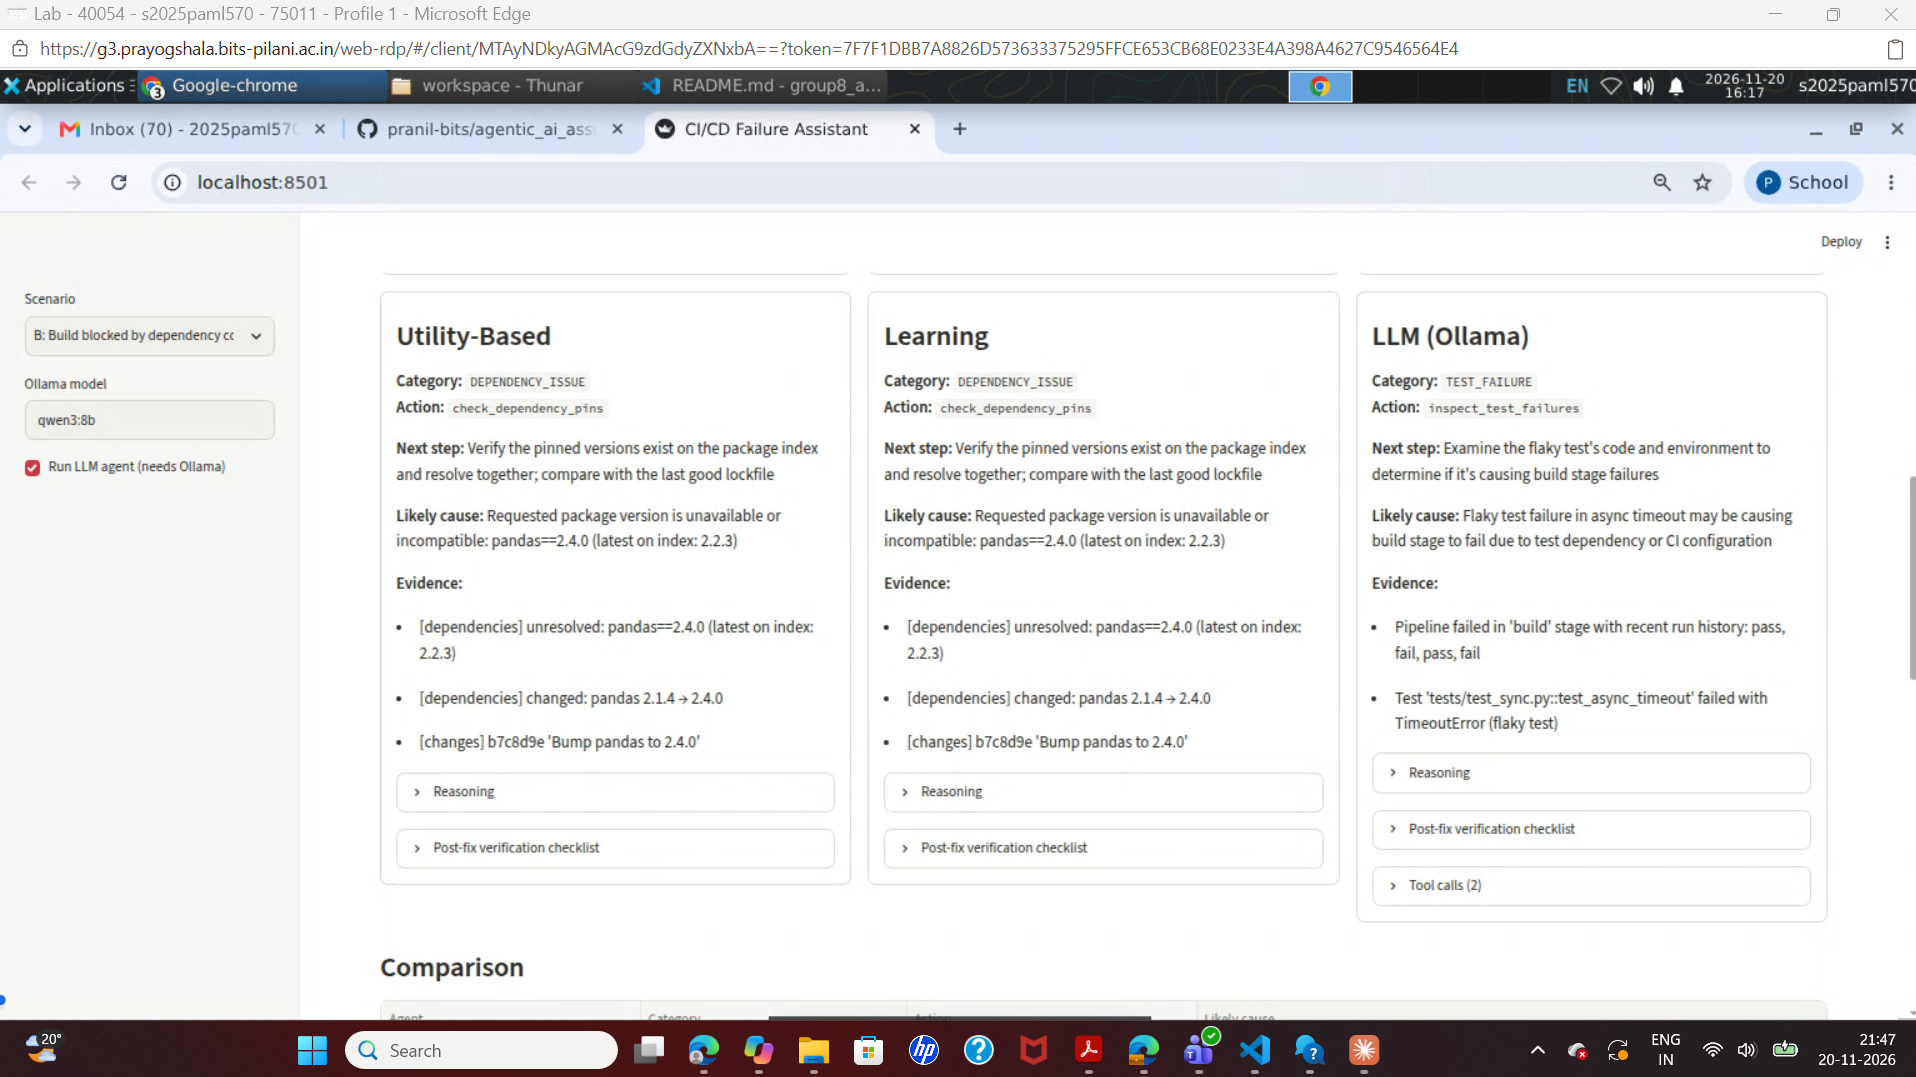 Lab - 40054 - s2025paml570 - 75011 - Profile 1 - Microsoft Edge
https://g3.prayogshala.bits-pilani.ac.in/web-rdp/#/client/MTAyNDkyAGMAcG9zdGdyZXNxbA==?token=7F7F1DBB7A8826D573633375295FFCE653CB68E0233E4A398A4627C9546564E4
Applications
3 Google-chrome
workspace - Thunar
README.md - group8_a...
EN
2026-11-20
16:17
s2025paml570
Inbox (70) - 2025paml570
pranil-bits/agentic_ai_ass
CI/CD Failure Assistant
localhost:8501
P School
Deploy
Scenario
B: Build blocked by dependency cc
Ollama model
qwen3:8b
Run LLM agent (needs Ollama)
Utility-Based
Category: DEPENDENCY_ISSUE
Action: check_dependency_pins
Next step: Verify the pinned versions exist on the package index
and resolve together; compare with the last good lockfile
Likely cause: Requested package version is unavailable or
incompatible: pandas==2.4.0 (latest on index: 2.2.3)
Evidence:
• [dependencies] unresolved: pandas==2.4.0 (latest on index:
2.2.3)
• [dependencies] changed: pandas 2.1.4 → 2.4.0
• [changes] b7c8d9e 'Bump pandas to 2.4.0'
Reasoning
Post-fix verification checklist
Learning
Category: DEPENDENCY_ISSUE
Action: check_dependency_pins
Next step: Verify the pinned versions exist on the package index
and resolve together; compare with the last good lockfile
Likely cause: Requested package version is unavailable or
incompatible: pandas==2.4.0 (latest on index: 2.2.3)
Evidence:
• [dependencies] unresolved: pandas==2.4.0 (latest on index:
2.2.3)
• [dependencies] changed: pandas 2.1.4 → 2.4.0
• [changes] b7c8d9e 'Bump pandas to 2.4.0'
Reasoning
Post-fix verification checklist
LLM (Ollama)
Category: TEST_FAILURE
Action: inspect_test_failures
Next step: Examine the flaky test's code and environment to
determine if it's causing build stage failures
Likely cause: Flaky test failure in async timeout may be causing
build stage to fail due to test dependency or CI configuration
Evidence:
• Pipeline failed in 'build' stage with recent run history: pass,
fail, pass, fail
• Test 'tests/test_sync.py::test_async_timeout' failed with
TimeoutError (flaky test)
Reasoning
Post-fix verification checklist
Tool calls (2)
Comparison
Agent Category Action Likely cause
20°
Search
hp
ENG
IN
21:47
20-11-2026